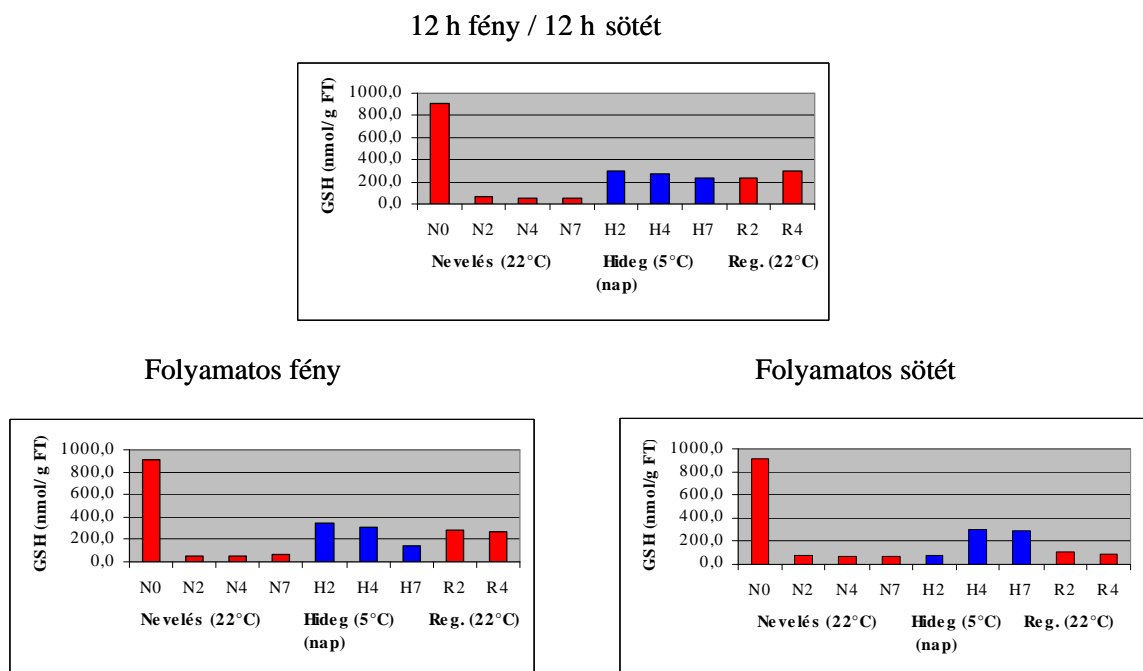 12 h fény / 12 h sötét
GSH (nmol/g FT)
1000,0
800,0
600,0
400,0
200,0
0,0
N0 N2 N4 N7 H2 H4 H7 R2 R4
Nevelés (22°C) Hideg (5°C) Reg. (22°C)
(nap)
Folyamatos fény
GSH (nmol/g FT)
1000,0
800,0
600,0
400,0
200,0
0,0
N0 N2 N4 N7 H2 H4 H7 R2 R4
Nevelés (22°C) Hideg (5°C) Reg. (22°C)
(nap)
Folyamatos sötét
GSH (nmol/g FT)
1000,0
800,0
600,0
400,0
200,0
0,0
N0 N2 N4 N7 H2 H4 H7 R2 R4
Nevelés (22°C) Hideg (5°C) Reg. (22°C)
(nap)